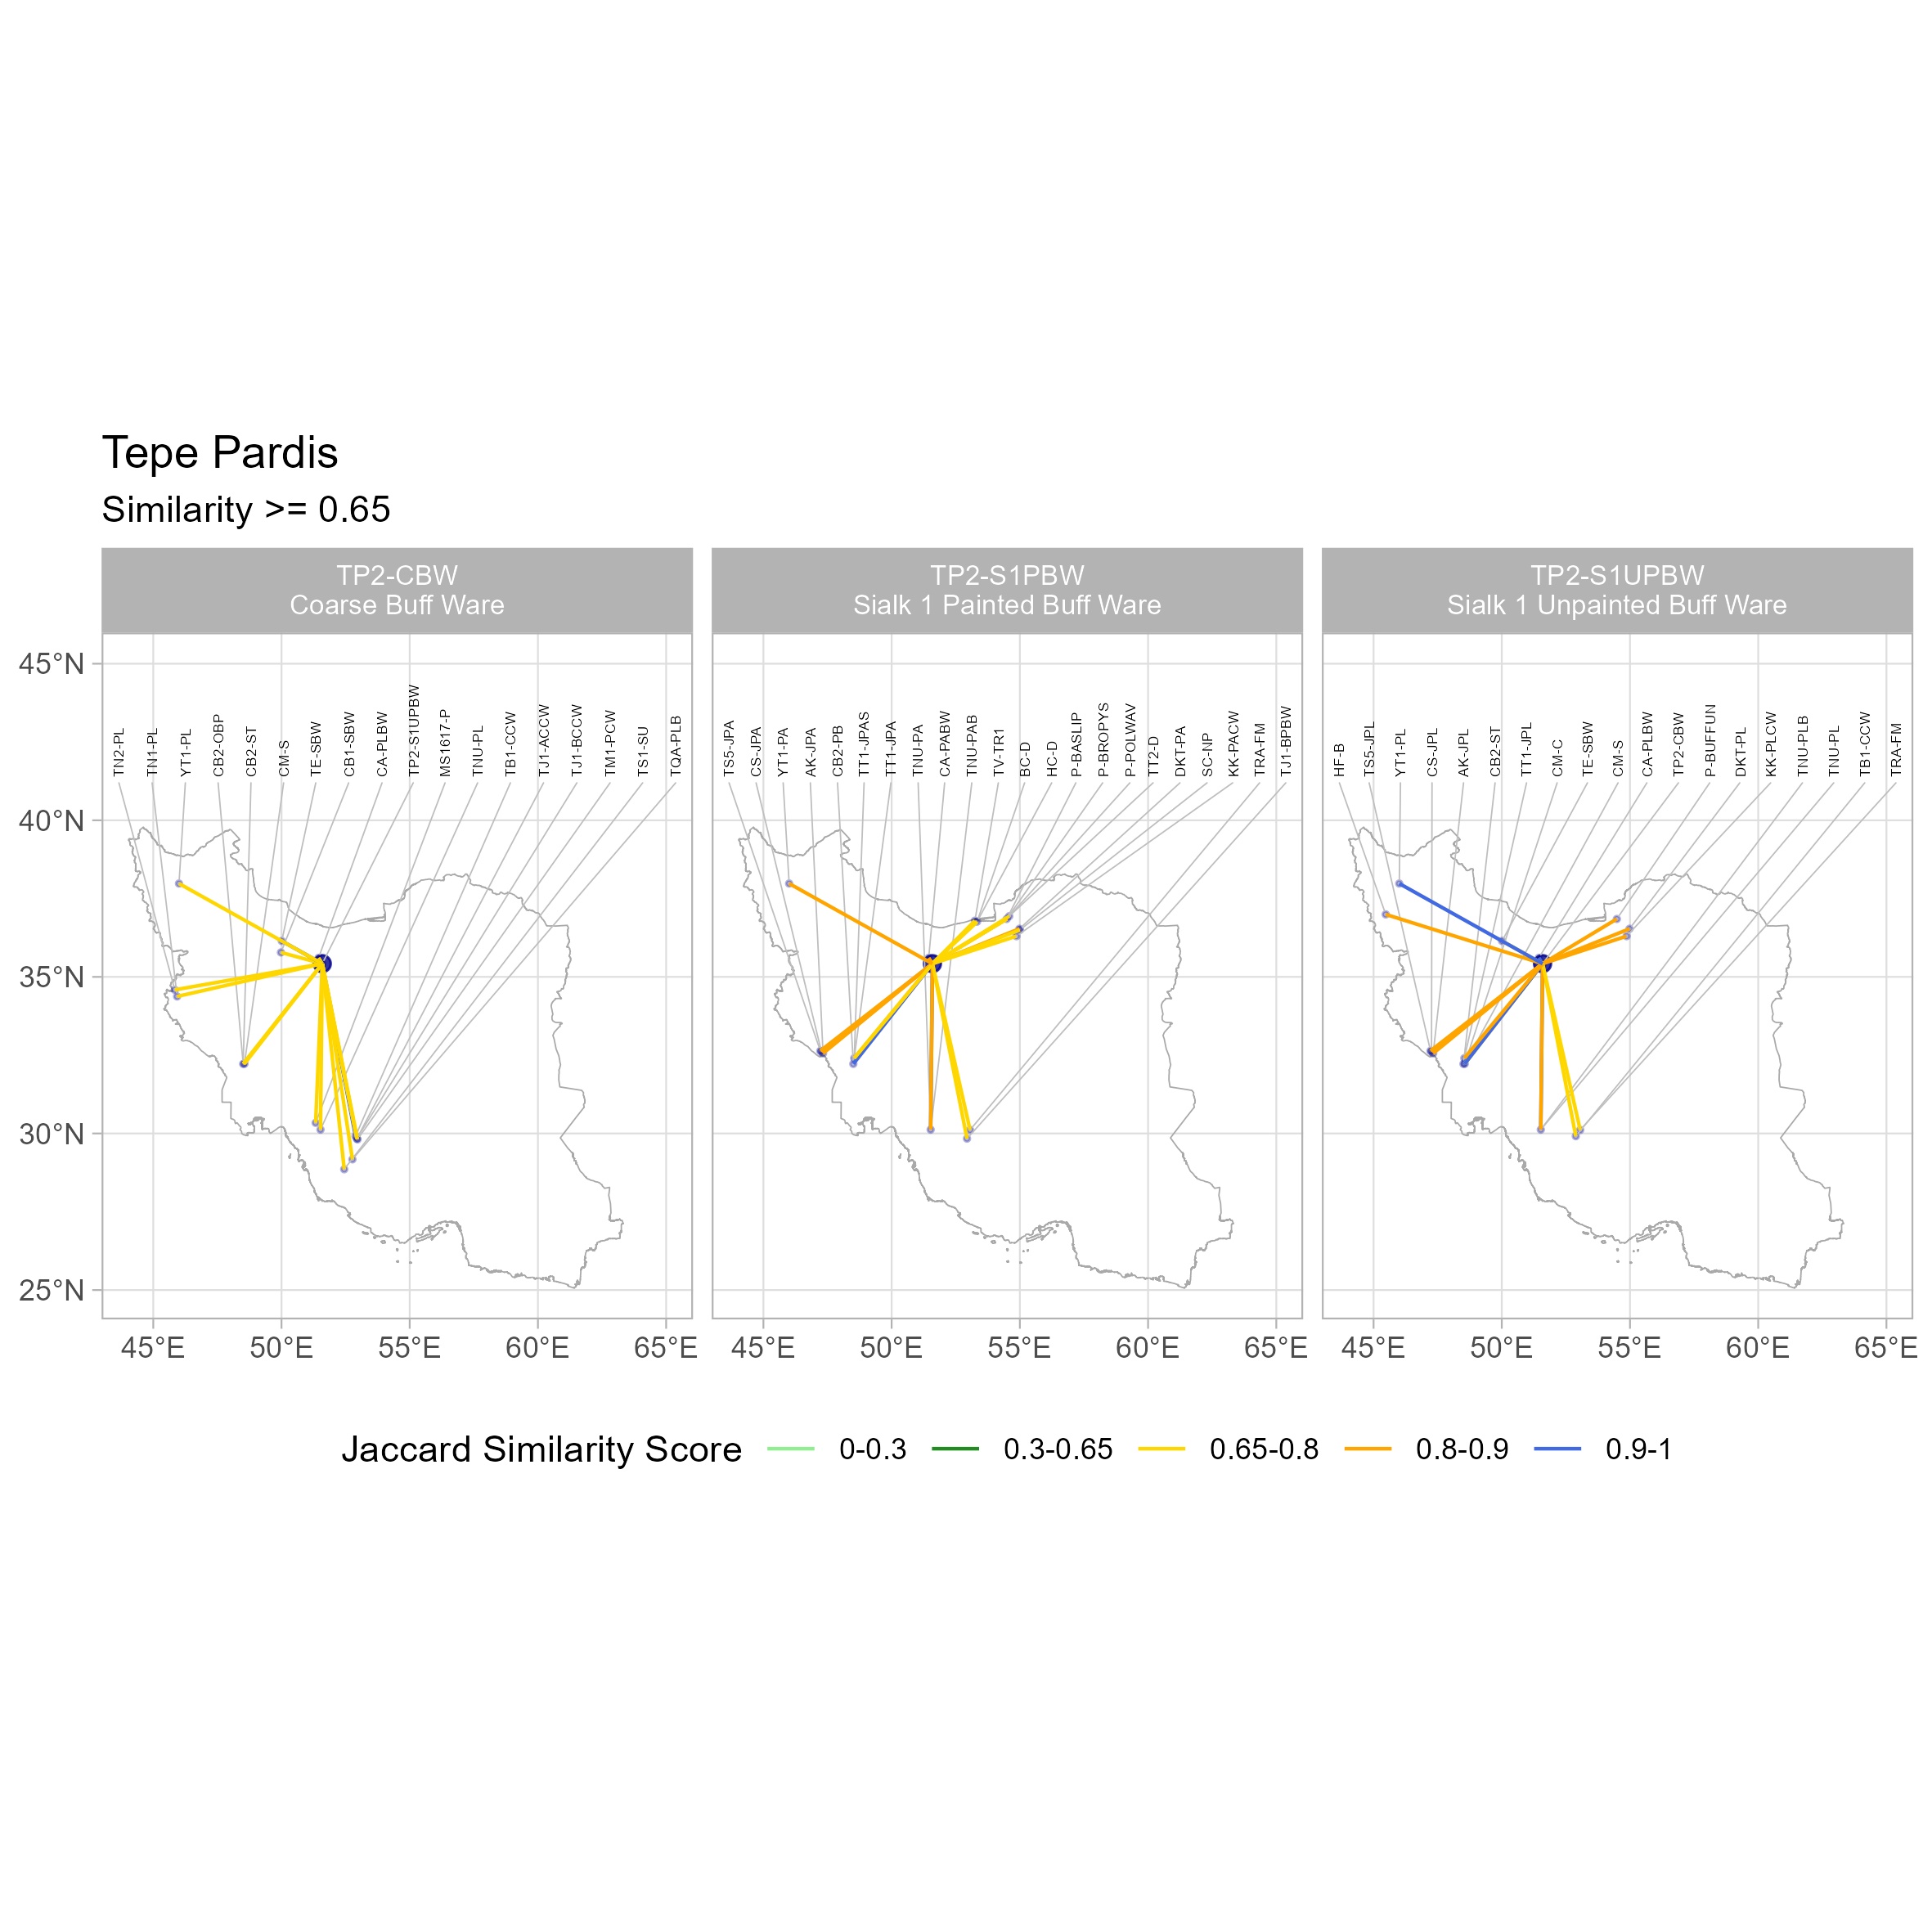 Tepe Pardis
Similarity >= 0.65
TP2-CBW
Coarse Buff Ware
TP2-S1PBW
Sialk 1 Painted Buff Ware
TP2-S1UPBW
Sialk 1 Unpainted Buff Ware
45°N
40°N
35°N
30°N
25°N
TN2-PL
TN1-PL
YT1-PL
CB2-OBP
CB2-ST
CM-S
TE-SBW
CB1-SBW
CA-PLBW
TP2-S1UPBW
MS1617-P
TNU-PL
TB1-CCW
TJ1-ACCW
TJ1-BCCW
TM1-PCW
TS1-SU
TQA-PLB
TS5-JPA
CS-JPA
YT1-PA
AK-JPA
CB2-PB
TT1-JPAS
TT1-JPA
TNU-PA
CA-PABW
TNU-PAB
TV-TR1
BC-D
HC-D
P-BASLIP
P-BROPYS
P-POLWAV
TT2-D
DKT-PA
SC-NP
KK-PACW
TRA-FM
TJ1-BPBW
HF-B
TS5-JPL
YT1-PL
CS-JPL
AK-JPL
CB2-ST
TT1-JPL
CM-C
TE-SBW
CM-S
CA-PLBW
TP2-CBW
P-BUFFUN
DKT-PL
KK-PLCW
TNU-PLB
TNU-PL
TB1-CCW
TRA-FM
45°E 50°E 55°E 60°E 65°E
45°E 50°E 55°E 60°E 65°E
45°E 50°E 55°E 60°E 65°E
Jaccard Similarity Score 0-0.3 0.3-0.65 0.65-0.8 0.8-0.9 0.9-1